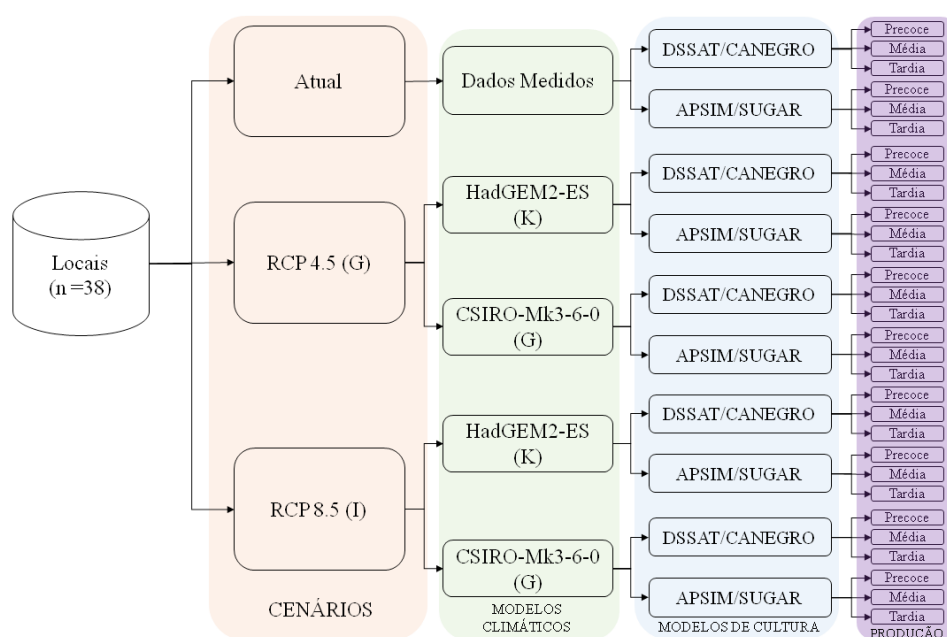 Locais
(n =38)
Atual
RCP 4.5 (G)
RCP 8.5 (I)
CENÁRIOS
Dados Medidos
HadGEM2-ES
(K)
CSIRO-Mk3-6-0
(G)
HadGEM2-ES
(K)
CSIRO-Mk3-6-0
(G)
MODELOS
CLIMÁTICOS
DSSAT/CANEGRO
APSIM/SUGAR
DSSAT/CANEGRO
APSIM/SUGAR
DSSAT/CANEGRO
APSIM/SUGAR
DSSAT/CANEGRO
APSIM/SUGAR
DSSAT/CANEGRO
APSIM/SUGAR
MODELOS DE CULTURA
Precoce
Média
Tardia
Precoce
Média
Tardia
Precoce
Média
Tardia
Precoce
Média
Tardia
Precoce
Média
Tardia
Precoce
Média
Tardia
Precoce
Média
Tardia
Precoce
Média
Tardia
Precoce
Média
Tardia
Precoce
Média
Tardia
PRODUÇÃO